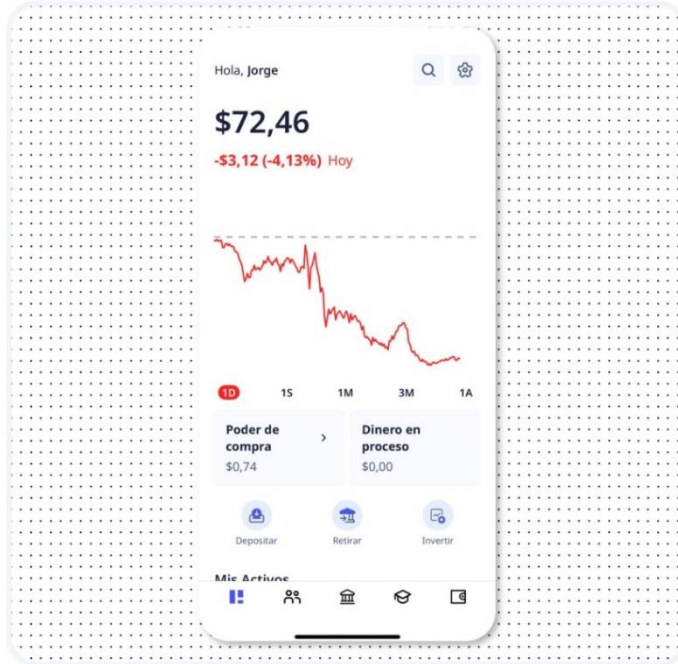 Hola, Jorge
$72,46
-$3,12 (-4,13%) Hoy
1D 1S 1M 3M 1A
Poder de
compra
$0,74
Dinero en
proceso
$0,00
Depositar Retirar Invertir
Mis Activos